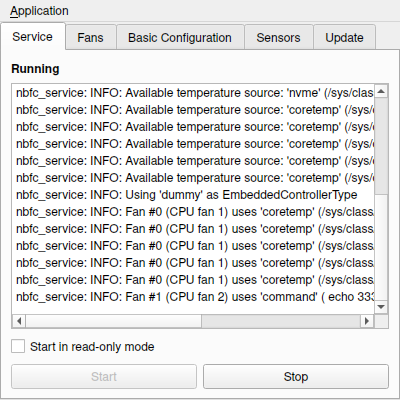 Application
Service Fans Basic Configuration Sensors Update
Running
nbfc_service: INFO: Available temperature source: 'nvme' (/sys/clas
nbfc_service: INFO: Available temperature source: 'coretemp' (/sys/
nbfc_service: INFO: Available temperature source: 'coretemp' (/sys/
nbfc_service: INFO: Available temperature source: 'coretemp' (/sys/
nbfc_service: INFO: Available temperature source: 'coretemp' (/sys/
nbfc_service: INFO: Available temperature source: 'coretemp' (/sys/
nbfc_service: INFO: Using 'dummy' as EmbeddedControllerType
nbfc_service: INFO: Fan #0 (CPU fan 1) uses 'coretemp' (/sys/class
nbfc_service: INFO: Fan #0 (CPU fan 1) uses 'coretemp' (/sys/class
nbfc_service: INFO: Fan #0 (CPU fan 1) uses 'coretemp' (/sys/class
nbfc_service: INFO: Fan #0 (CPU fan 1) uses 'coretemp' (/sys/class
nbfc_service: INFO: Fan #0 (CPU fan 1) uses 'coretemp' (/sys/class
nbfc_service: INFO: Fan #1 (CPU fan 2) uses 'command' ( echo 333
Start in read-only mode
Start Stop